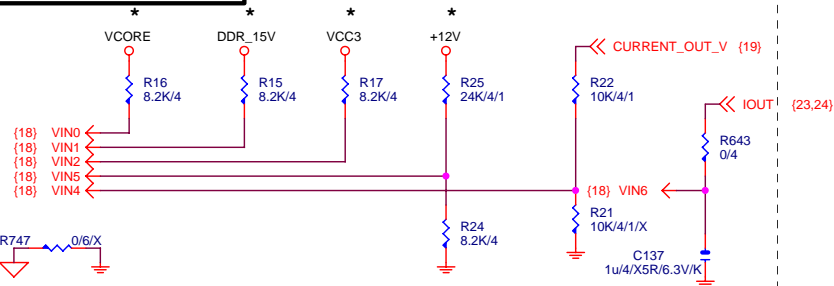 * * * *
VCORE DDR_15V VCC3 +12V
CURRENT_OUT_V {19}
R16
8.2K/4
R15
8.2K/4
R17
8.2K/4
R25
24K/4/1
R22
10K/4/1
IOUT {23,24}
{18} VIN0
{18} VIN1
{18} VIN2
{18} VIN5
{18} VIN4
R643
0/4
{18} VIN6
R24
8.2K/4
R21
10K/4/1/X
R747 0/6/X
C137
1u/4/X5R/6.3V/K